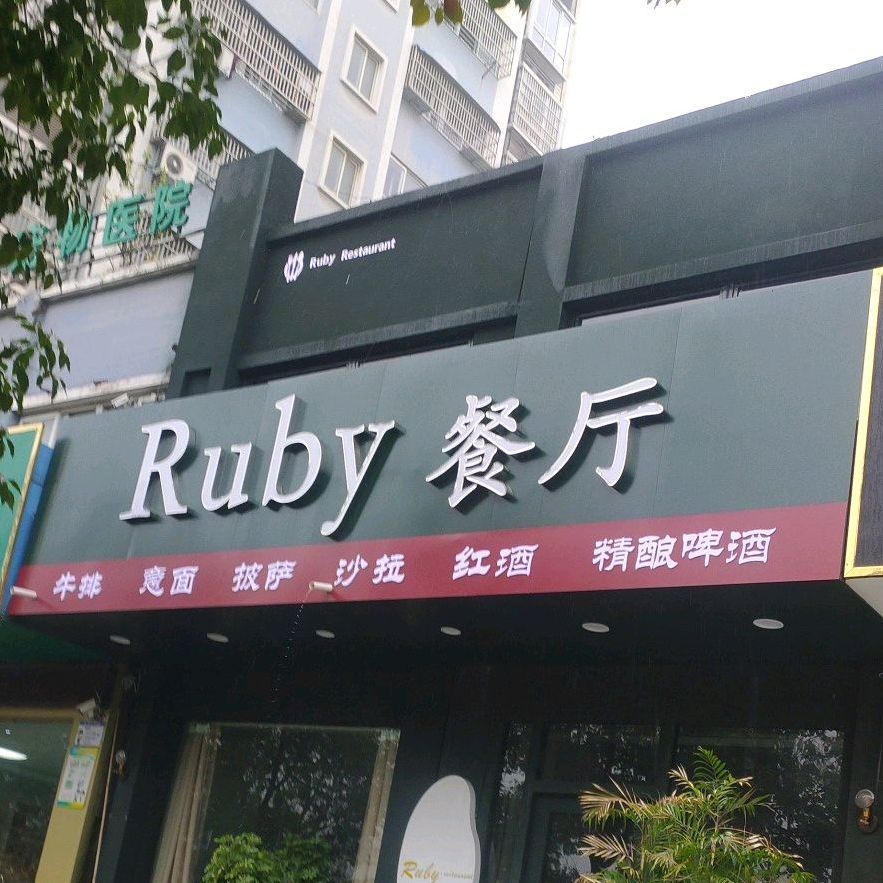 物医院
Ruby Restaurant
Ruby 餐厅
牛排 意面 披萨 沙拉 红酒 精酿啤酒
Ruby